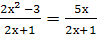 2x² −3 / 2x+1 = 5x / 2x+1